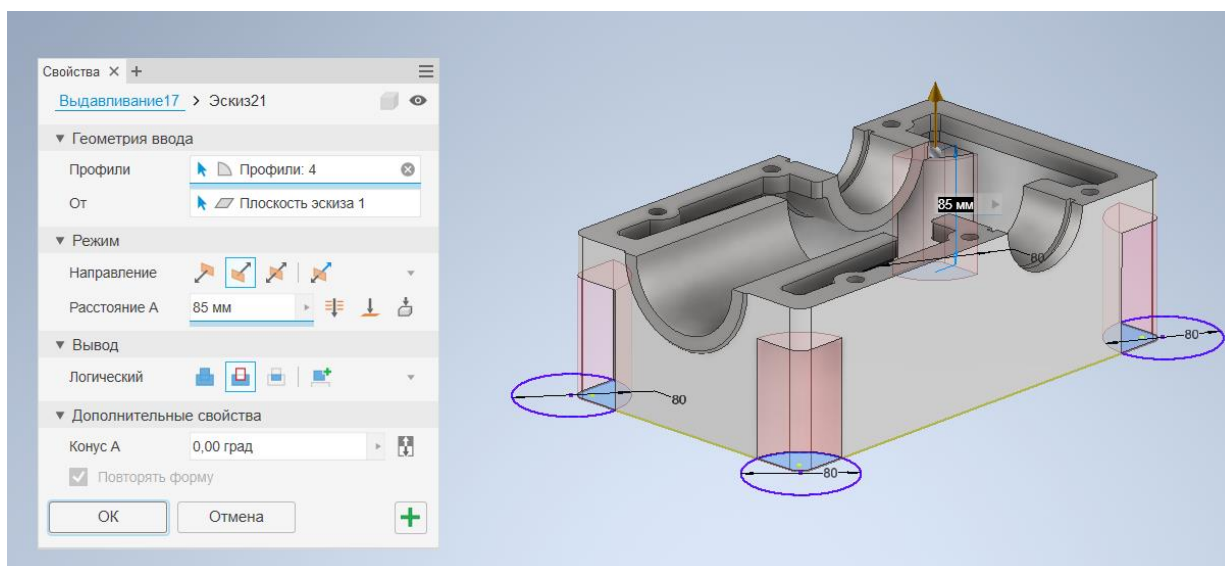 Свойства × +
Выдавливание17 > Эскиз21
Геометрия ввода
Профили Профили: 4
От Плоскость эскиза 1
Режим
Направление
Расстояние A 85 мм
Вывод
Логический
Дополнительные свойства
Конус A 0,00 град
Повторять форму
ОК Отмена
85 мм
80
80
80
80